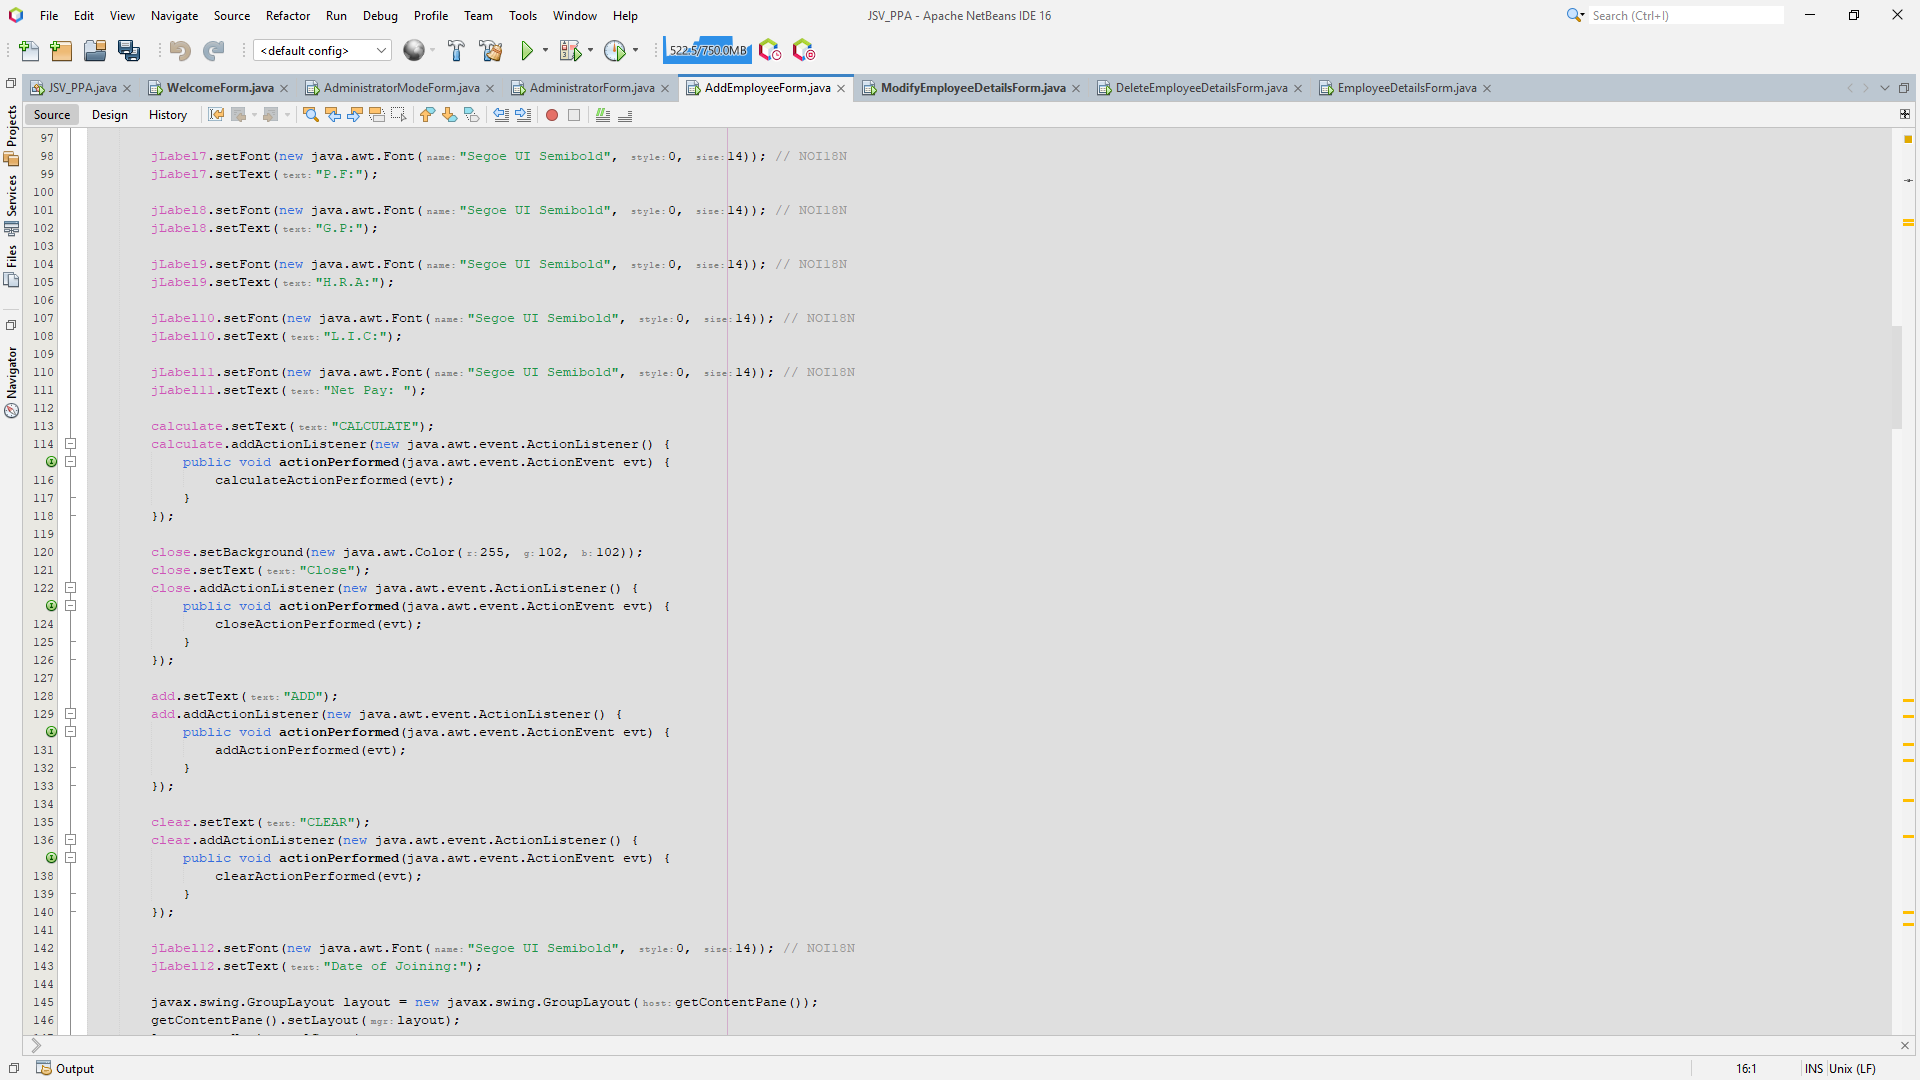 File Edit View Navigate Source Refactor Run Debug Profile Team Tools Window Help JSV_PPA - Apache NetBeans IDE 16 Search (Ctrl+I)
<default config> 522.5/750.0MB
JSV_PPA.java WelcomeForm.java AdministratorModeForm.java AdministratorForm.java AddEmployeeForm.java ModifyEmployeeDetailsForm.java DeleteEmployeeDetailsForm.java EmployeeDetailsForm.java
Source Design History
Projects
Services
Files
Navigator
97
98 jLabel7.setFont(new java.awt.Font( name: "Segoe UI Semibold", style: 0, size: 14)); // NOI18N
99 jLabel7.setText( text: "P.F:");
100
101 jLabel8.setFont(new java.awt.Font( name: "Segoe UI Semibold", style: 0, size: 14)); // NOI18N
102 jLabel8.setText( text: "G.P:");
103
104 jLabel9.setFont(new java.awt.Font( name: "Segoe UI Semibold", style: 0, size: 14)); // NOI18N
105 jLabel9.setText( text: "H.R.A:");
106
107 jLabel10.setFont(new java.awt.Font( name: "Segoe UI Semibold", style: 0, size: 14)); // NOI18N
108 jLabel10.setText( text: "L.I.C:");
109
110 jLabel11.setFont(new java.awt.Font( name: "Segoe UI Semibold", style: 0, size: 14)); // NOI18N
111 jLabel11.setText( text: "Net Pay: ");
112
113 calculate.setText( text: "CALCULATE");
114 calculate.addActionListener(new java.awt.event.ActionListener() {
public void actionPerformed(java.awt.event.ActionEvent evt) {
116 calculateActionPerformed(evt);
117 }
118 });
119
120 close.setBackground(new java.awt.Color( r: 255, g: 102, b: 102));
121 close.setText( text: "Close");
122 close.addActionListener(new java.awt.event.ActionListener() {
public void actionPerformed(java.awt.event.ActionEvent evt) {
124 closeActionPerformed(evt);
125 }
126 });
127
128 add.setText( text: "ADD");
129 add.addActionListener(new java.awt.event.ActionListener() {
public void actionPerformed(java.awt.event.ActionEvent evt) {
131 addActionPerformed(evt);
132 }
133 });
134
135 clear.setText( text: "CLEAR");
136 clear.addActionListener(new java.awt.event.ActionListener() {
public void actionPerformed(java.awt.event.ActionEvent evt) {
138 clearActionPerformed(evt);
139 }
140 });
141
142 jLabel12.setFont(new java.awt.Font( name: "Segoe UI Semibold", style: 0, size: 14)); // NOI18N
143 jLabel12.setText( text: "Date of Joining:");
144
145 javax.swing.GroupLayout layout = new javax.swing.GroupLayout( host: getContentPane());
146 getContentPane().setLayout( mgr: layout);
Output 16:1 INS Unix (LF)